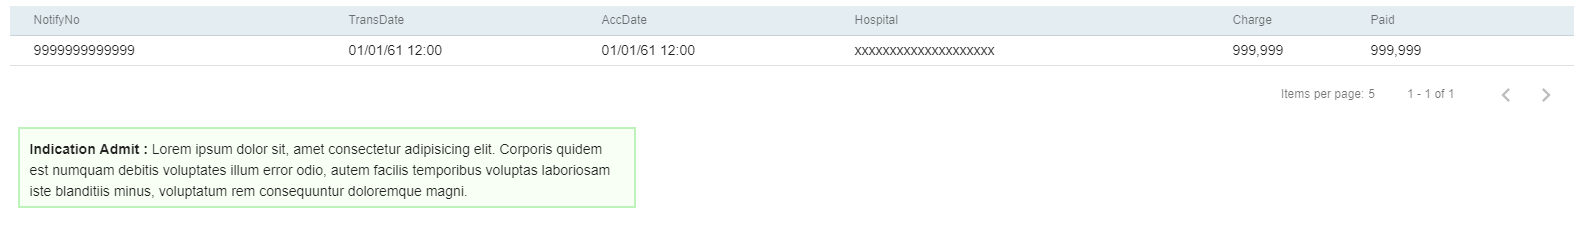 NotifyNo TransDate AccDate Hospital Charge Paid
9999999999999 01/01/61 12:00 01/01/61 12:00 xxxxxxxxxxxxxxxxxxxx 999,999 999,999
Items per page: 5 1 - 1 of 1
Indication Admit : Lorem ipsum dolor sit, amet consectetur adipisicing elit. Corporis quidem
est numquam debitis voluptates illum error odio, autem facilis temporibus voluptas laboriosam
iste blanditiis minus, voluptatum rem consequuntur doloremque magni.